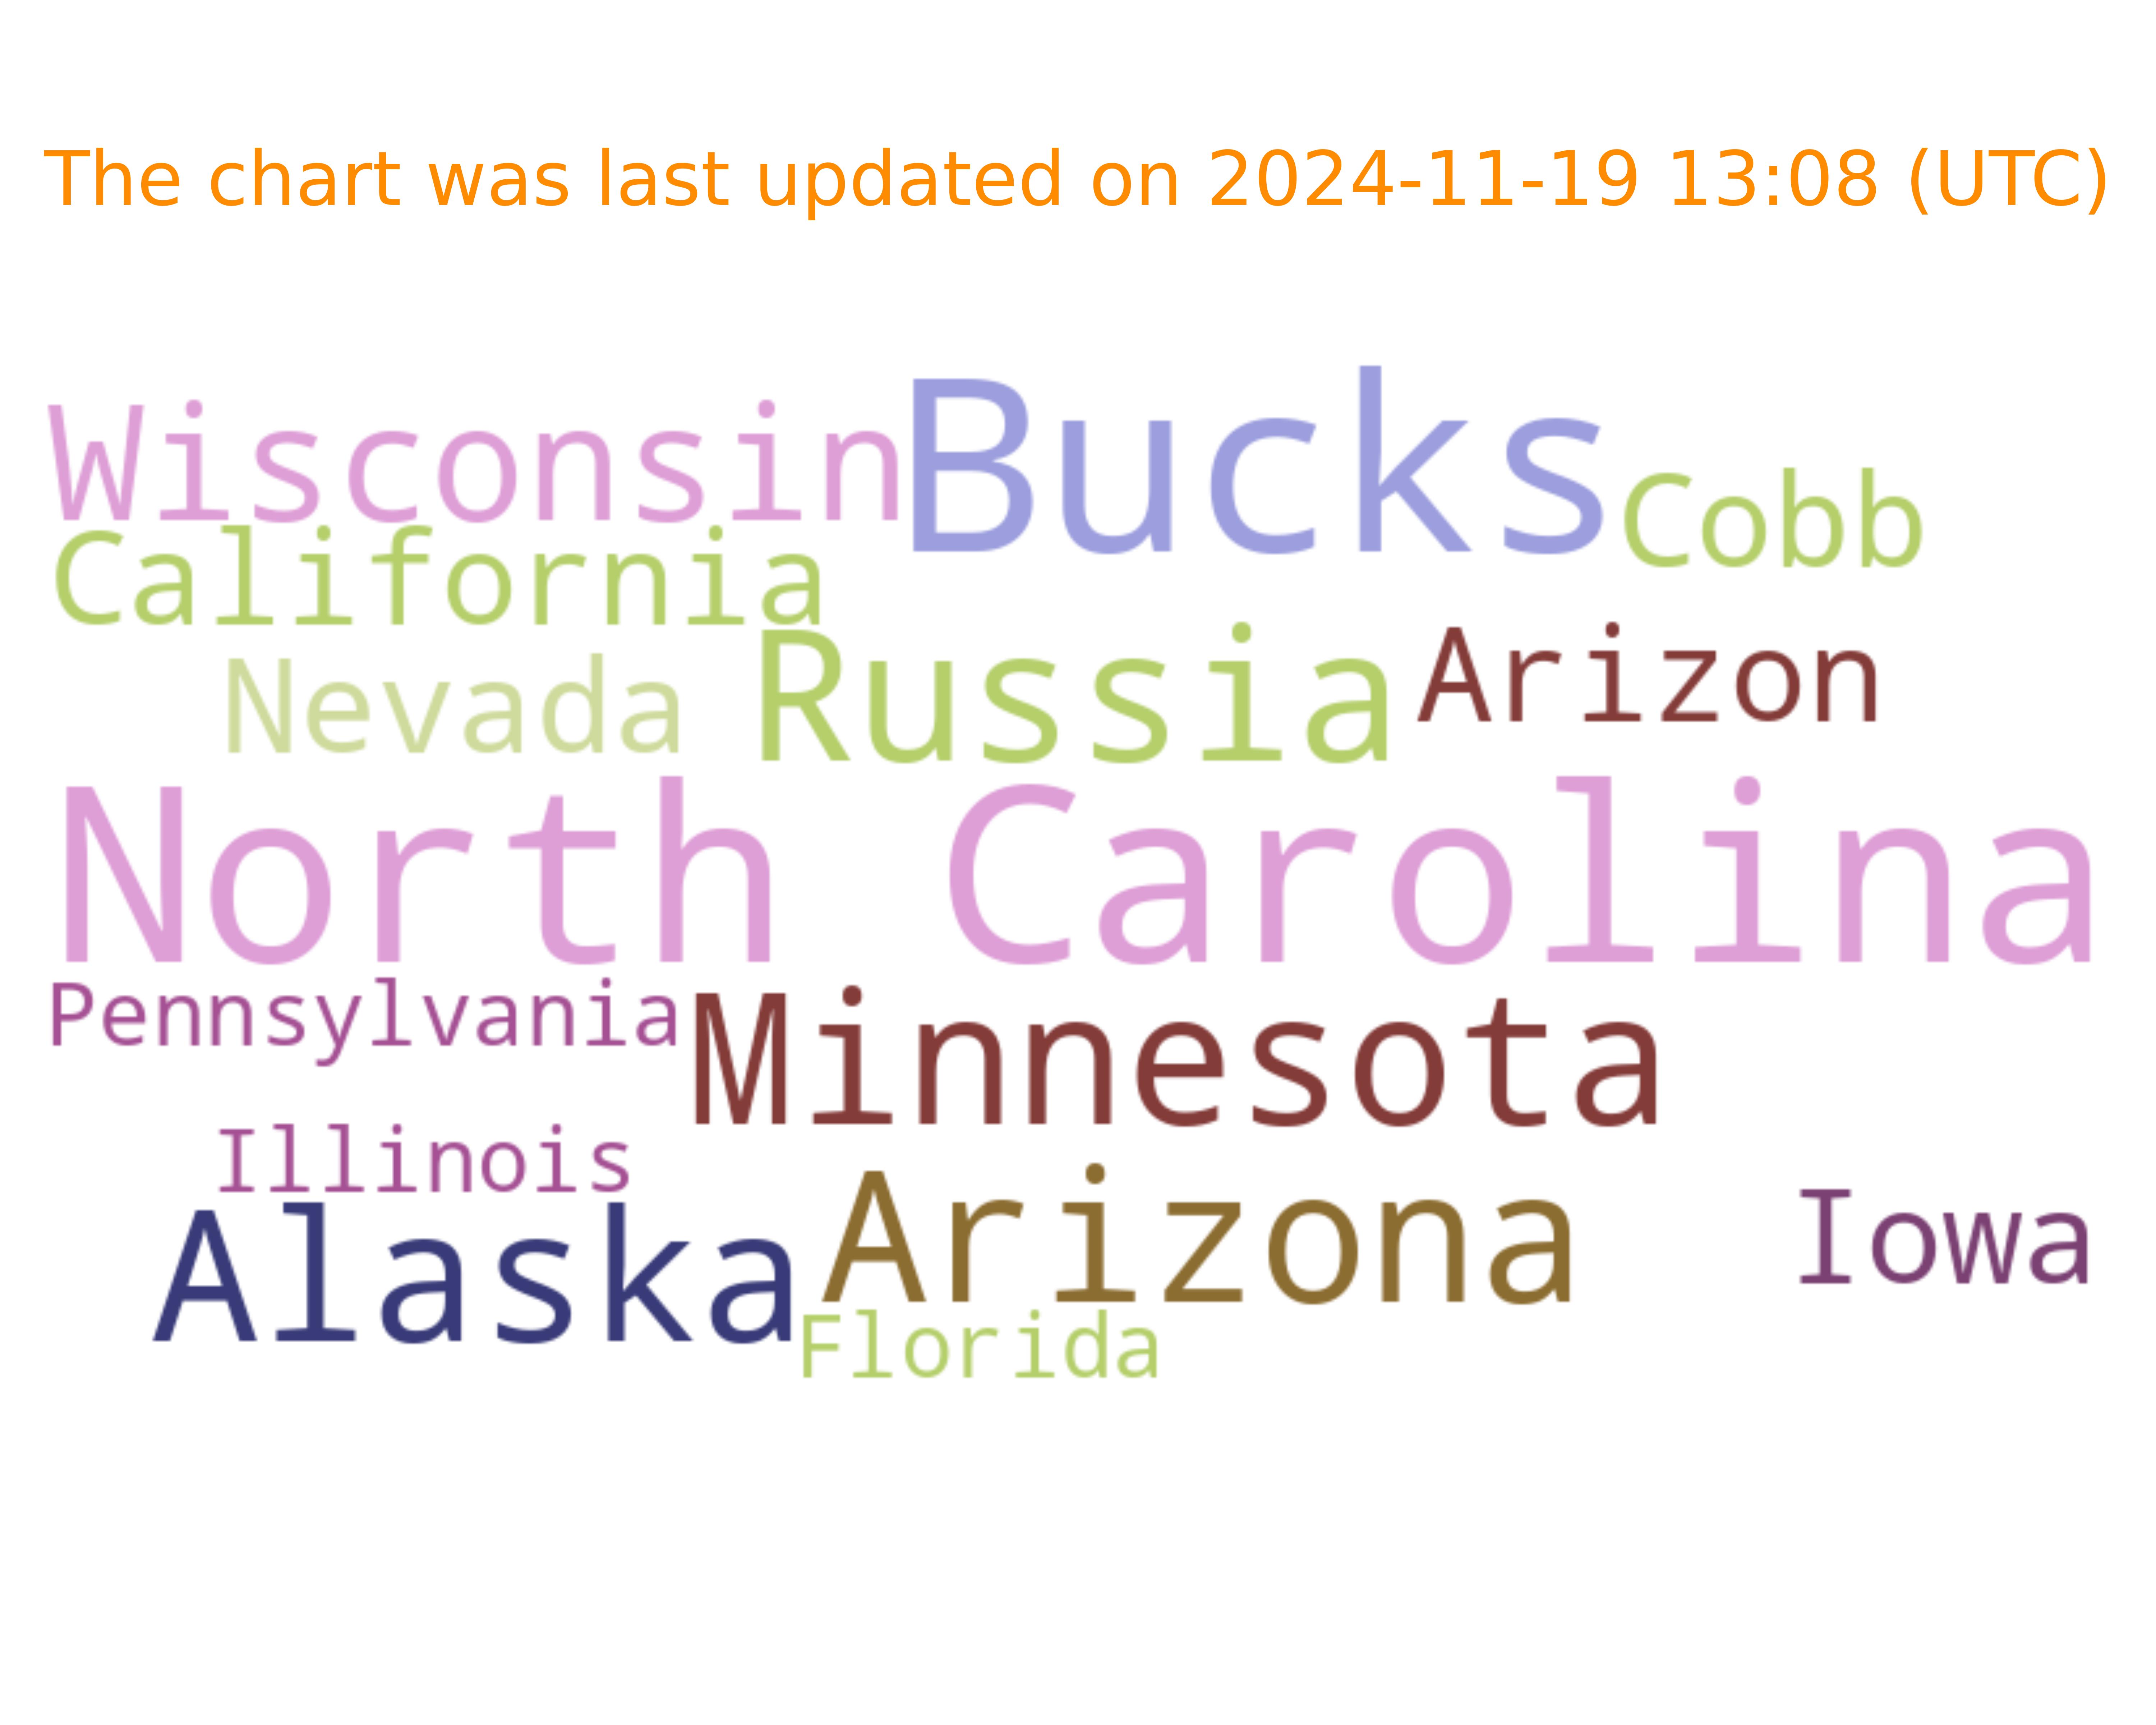 The chart was last updated on 2024-11-19 13:08 (UTC)
Wisconsin Bucks Cobb
California
Nevada Russia Arizon
North Carolina
Pennsylvania Minnesota
Illinois
Alaska Arizona Iowa
Florida